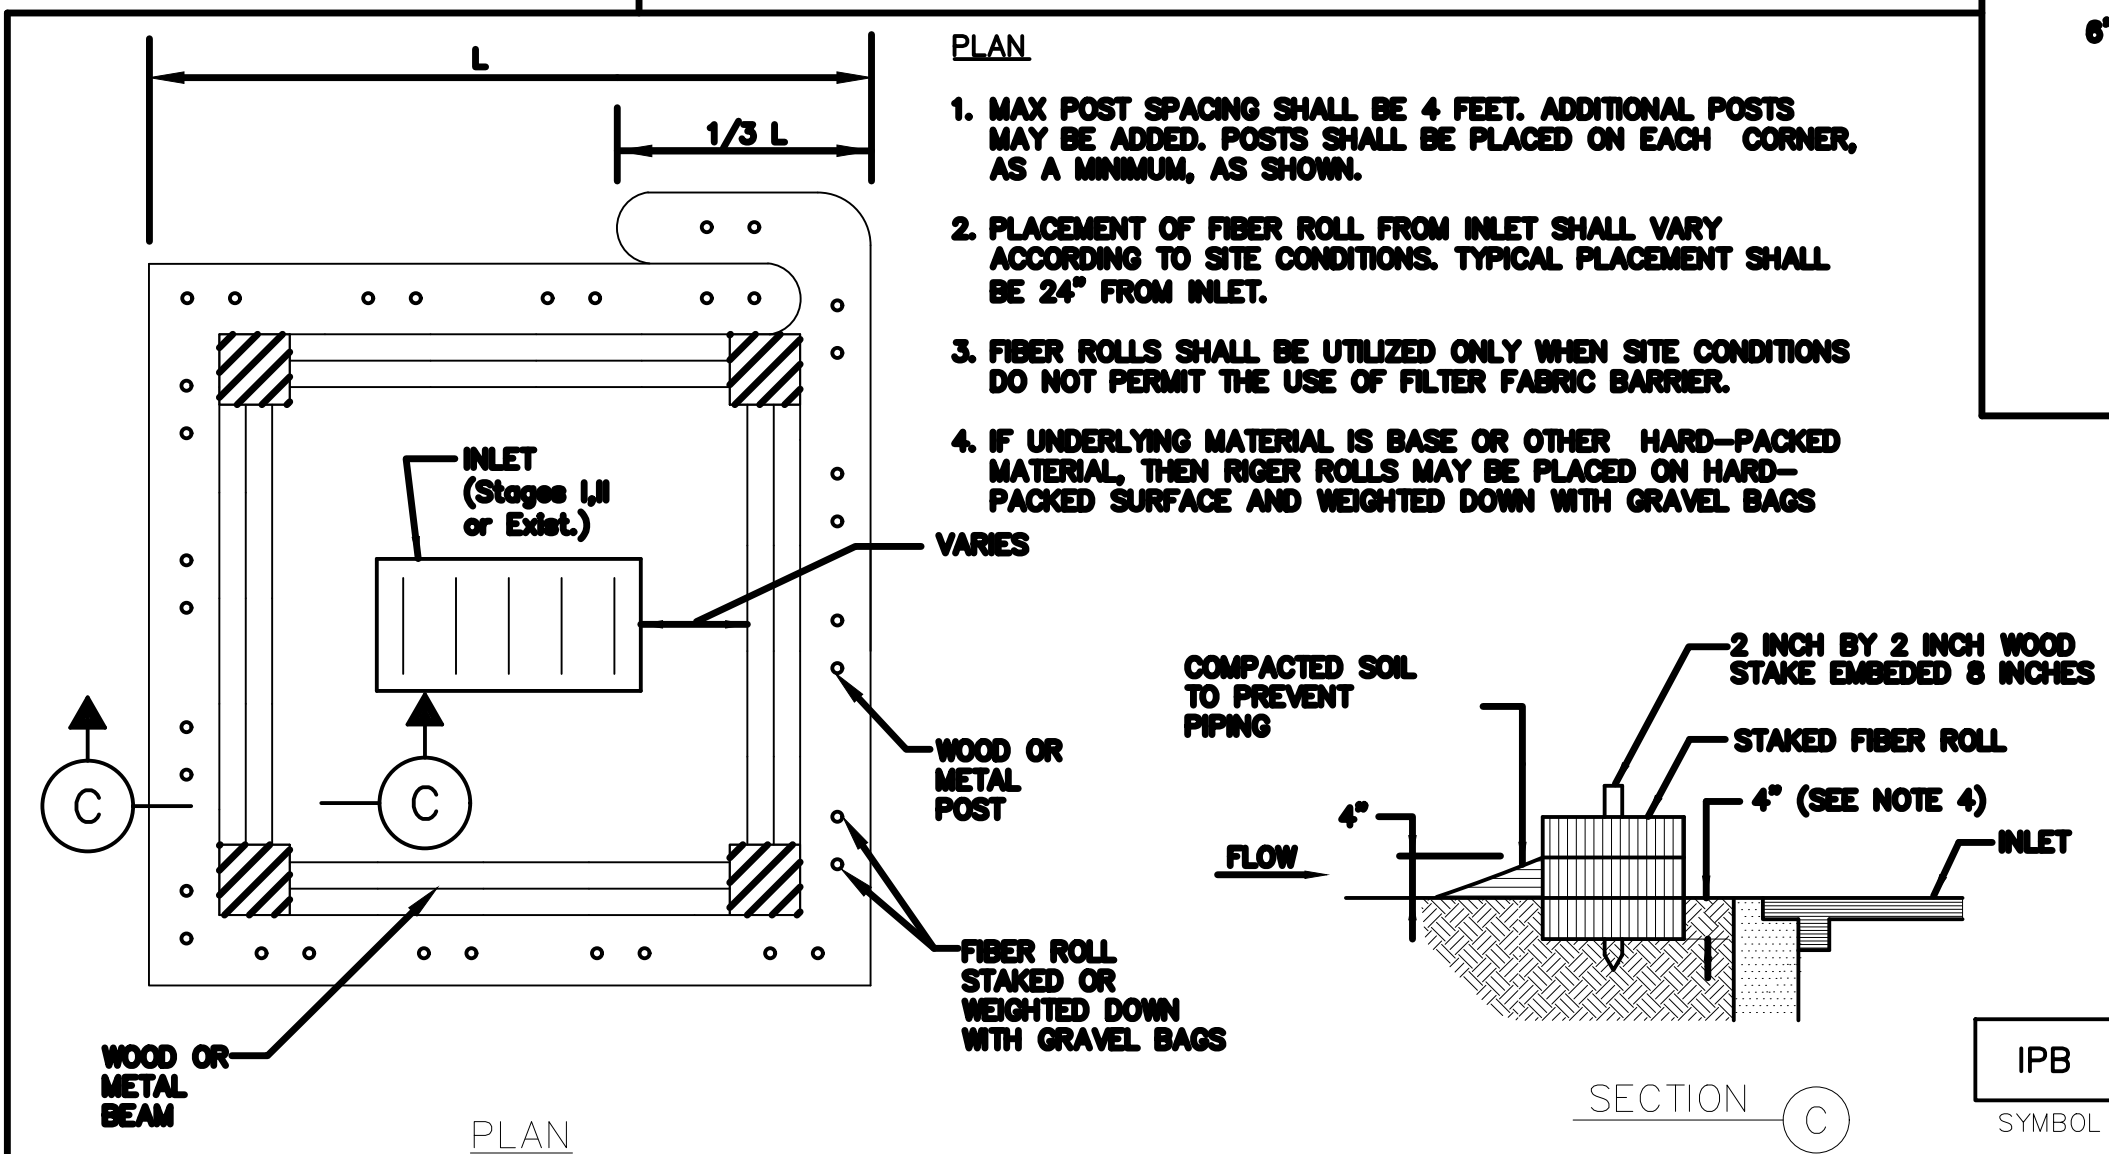 6"
L
1/3 L
PLAN
1. MAX POST SPACING SHALL BE 4 FEET. ADDITIONAL POSTS
MAY BE ADDED. POSTS SHALL BE PLACED ON EACH CORNER,
AS A MINIMUM, AS SHOWN.
2. PLACEMENT OF FIBER ROLL FROM INLET SHALL VARY
ACCORDING TO SITE CONDITIONS. TYPICAL PLACEMENT SHALL
BE 24" FROM INLET.
3. FIBER ROLLS SHALL BE UTILIZED ONLY WHEN SITE CONDITIONS
DO NOT PERMIT THE USE OF FILTER FABRIC BARRIER.
4. IF UNDERLYING MATERIAL IS BASE OR OTHER HARD-PACKED
MATERIAL, THEN RIGER ROLLS MAY BE PLACED ON HARD-
PACKED SURFACE AND WEIGHTED DOWN WITH GRAVEL BAGS
INLET
(Stages I,II
or Exist.)
VARIES
C
C
WOOD OR
METAL
POST
FIBER ROLL
STAKED OR
WEIGHTED DOWN
WITH GRAVEL BAGS
WOOD OR
METAL
BEAM
PLAN
COMPACTED SOIL
TO PREVENT
PIPING
2 INCH BY 2 INCH WOOD
STAKE EMBEDED 8 INCHES
STAKED FIBER ROLL
4" (SEE NOTE 4)
4"
INLET
FLOW
SECTION C
IPB
SYMBOL